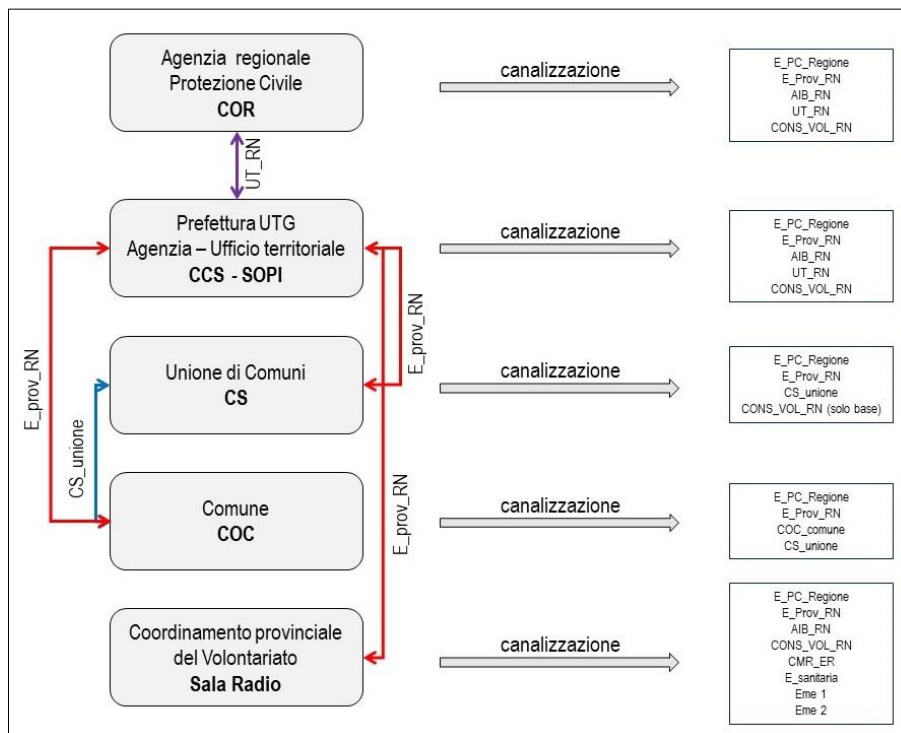 Agenzia regionale
Protezione Civile
COR
canalizzazione
E_PC_Regione
E_Prov_RN
AIB_RN
UT_RN
CONS_VOL_RN
UT_RN
Prefettura UTG
Agenzia – Ufficio territoriale
CCS - SOPI
canalizzazione
E_PC_Regione
E_Prov_RN
AIB_RN
UT_RN
CONS_VOL_RN
E_prov_RN
E_prov_RN
Unione di Comuni
CS
canalizzazione
E_PC_Regione
E_Prov_RN
CS_unione
CONS_VOL_RN (solo base)
CS_unione
E_prov_RN
Comune
COC
canalizzazione
E_PC_Regione
E_Prov_RN
COC_comune
CS_unione
Coordinamento provinciale
del Volontariato
Sala Radio
canalizzazione
E_PC_Regione
E_Prov_RN
AIB_RN
CONS_VOL_RN
CMR_ER
E_sanitaria
Eme 1
Eme 2